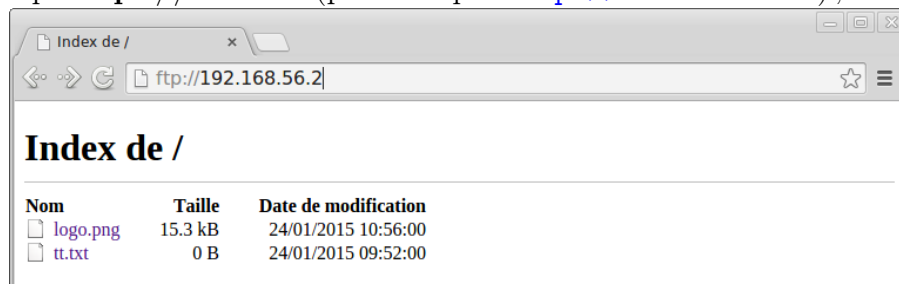 Index de /
ftp://192.168.56.2
Index de /
Nom Taille Date de modification
logo.png 15.3 kB 24/01/2015 10:56:00
tt.txt 0 B 24/01/2015 09:52:00